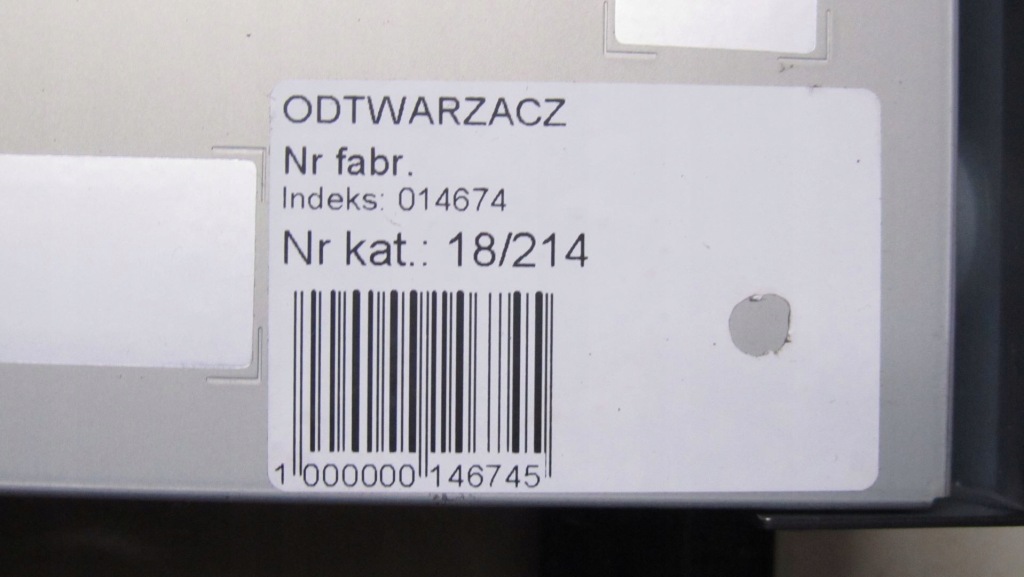 ODTWARZACZ
Nr fabr.
Indeks: 014674
Nr kat.: 18/214
1 000000 146745